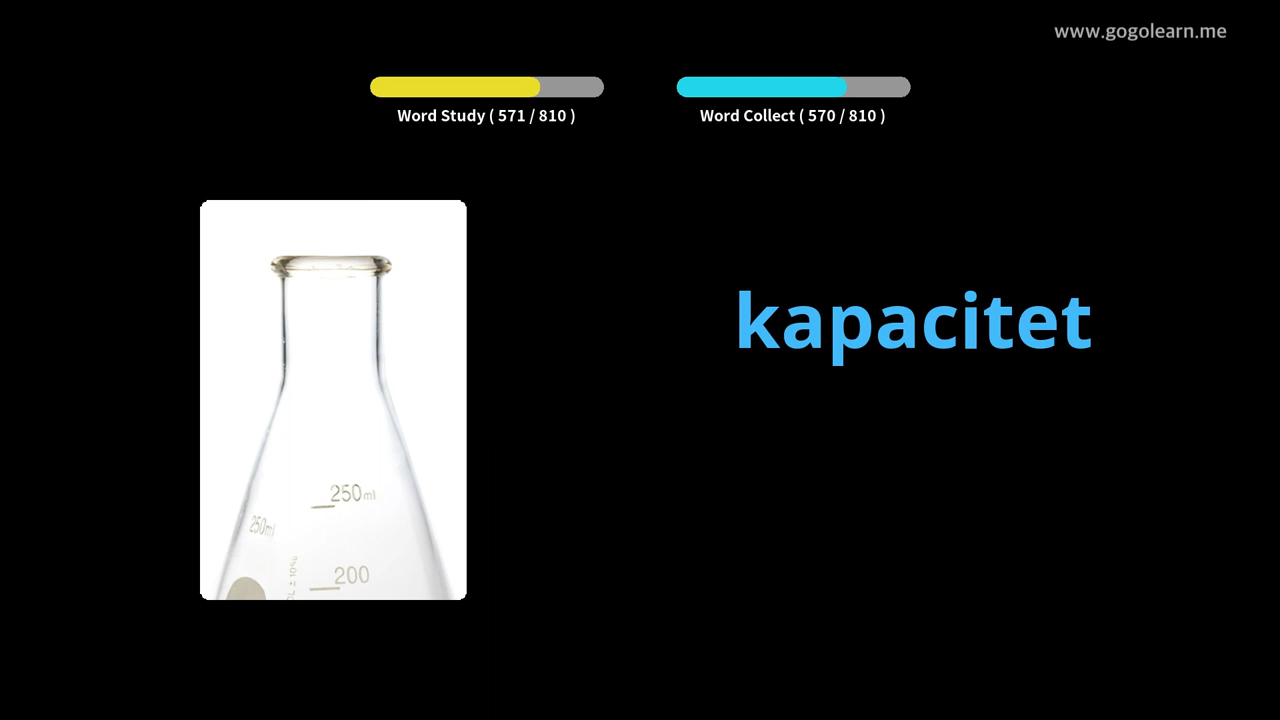 www.gogolearn.me
Word Study ( 571 / 810 )
Word Collect ( 570 / 810 )
kapacitet
250ml
250ml
200